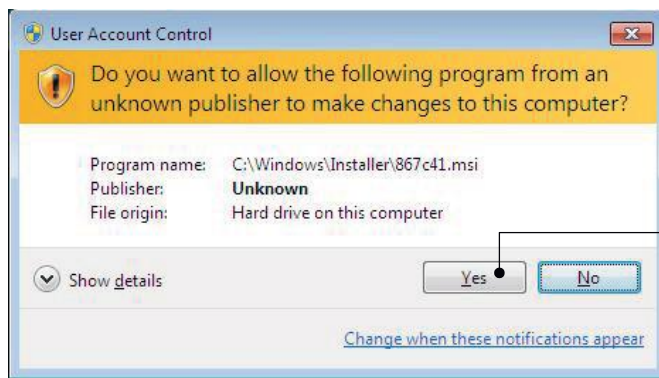 User Account Control
Do you want to allow the following program from an
unknown publisher to make changes to this computer?
Program name: C:\Windows\Installer\867c41.msi
Publisher: Unknown
File origin: Hard drive on this computer
Show details
Yes
No
Change when these notifications appear